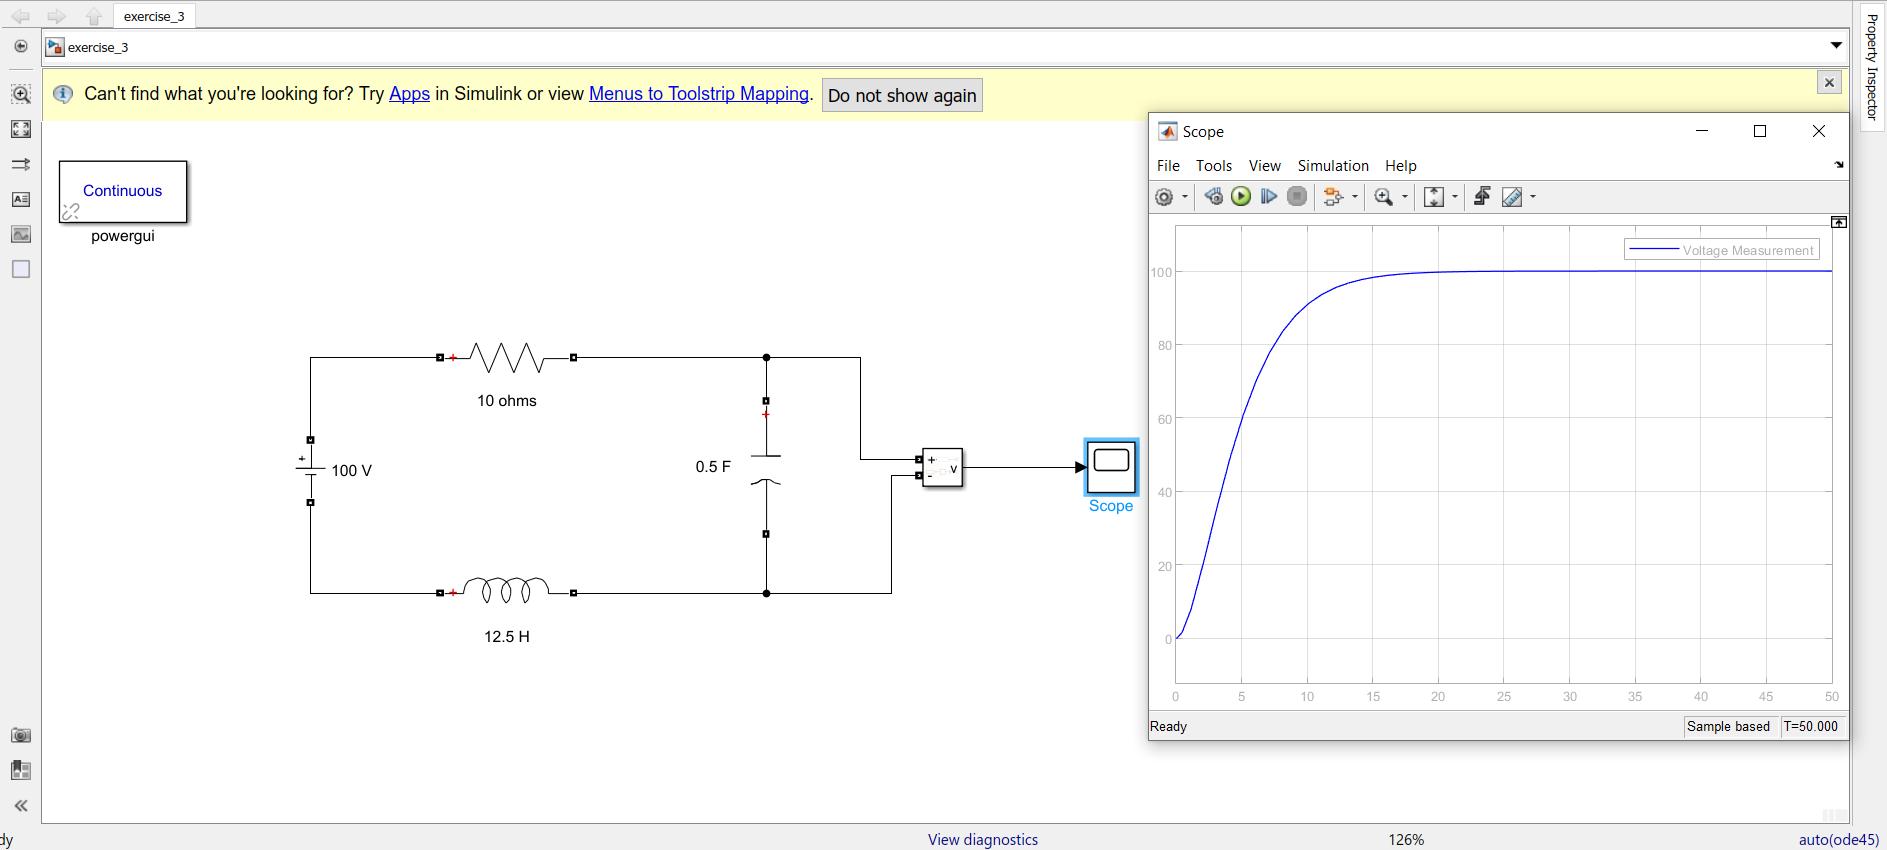 exercise_3
exercise_3
Can't find what you're looking for? Try Apps in Simulink or view Menus to Toolstrip Mapping. Do not show again
Property Inspector
Continuous
powergui
10 ohms
100 V
0.5 F
12.5 H
+
-
v
Scope
Scope
File Tools View Simulation Help
Voltage Measurement
100
80
60
40
20
0
0 5 10 15 20 25 30 35 40 45 50
Ready Sample based T=50.000
dy View diagnostics 126% auto(ode45)